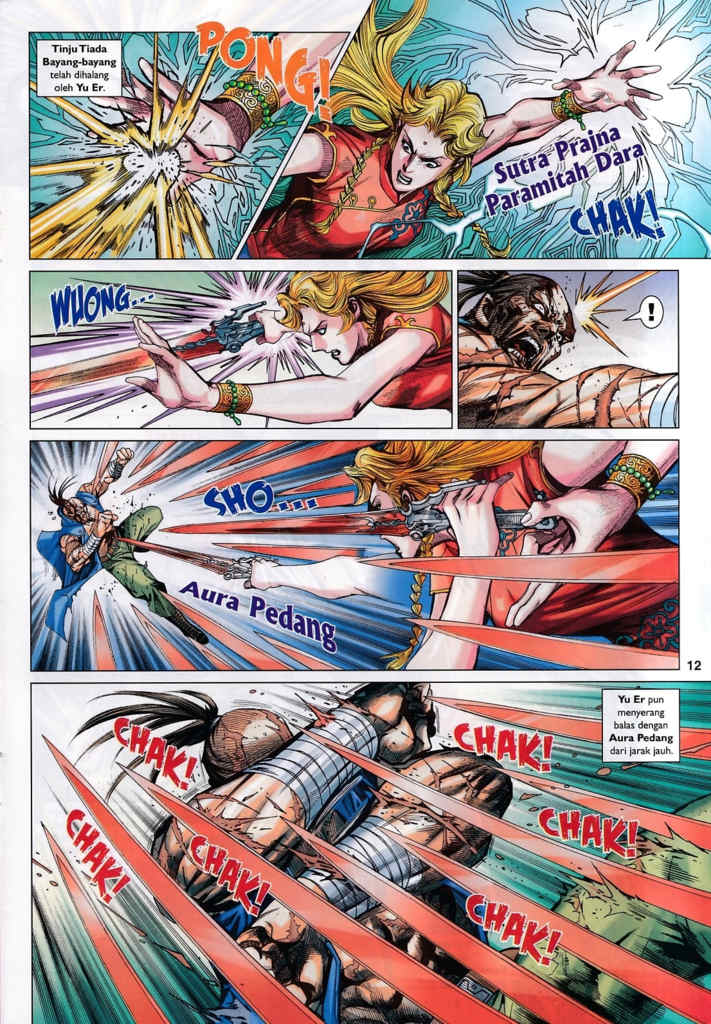 Tinju Tiada
Bayang-bayang
telah dihalang
oleh Yu Er.
PONG!
Sutra Prajna
Paramitah Dara
CHAK!
WUONG...
!
SHO...
Aura Pedang
12
Yu Er pun
menyerang
balas dengan
Aura Pedang
dari jarak jauh.
CHAK!
CHAK!
CHAK!
CHAK!
CHAK!
CHAK!